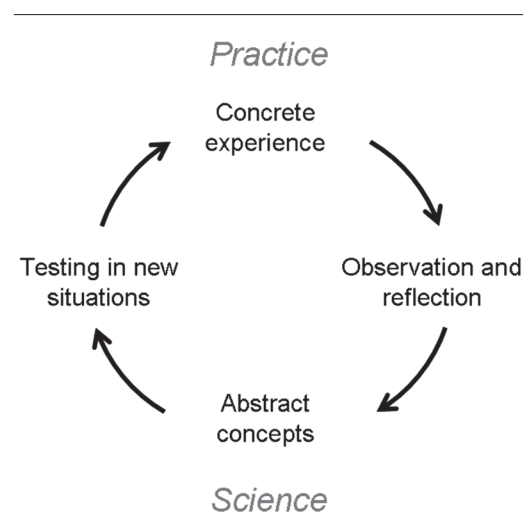 Practice
Concrete
experience
Testing in new
situations
Observation and
reflection
Abstract
concepts
Science